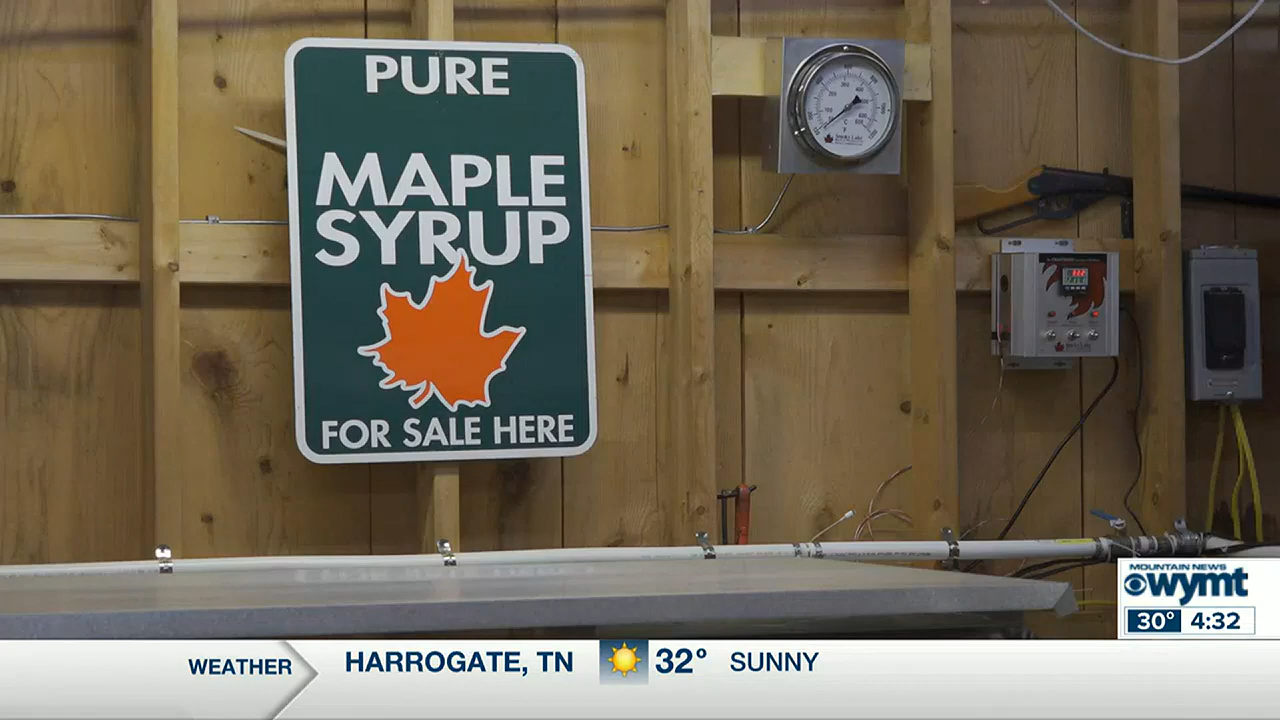 PURE
MAPLE
SYRUP
FOR SALE HERE
MOUNTAIN NEWS
wymt
30° 4:32
WEATHER HARROGATE, TN 32° SUNNY